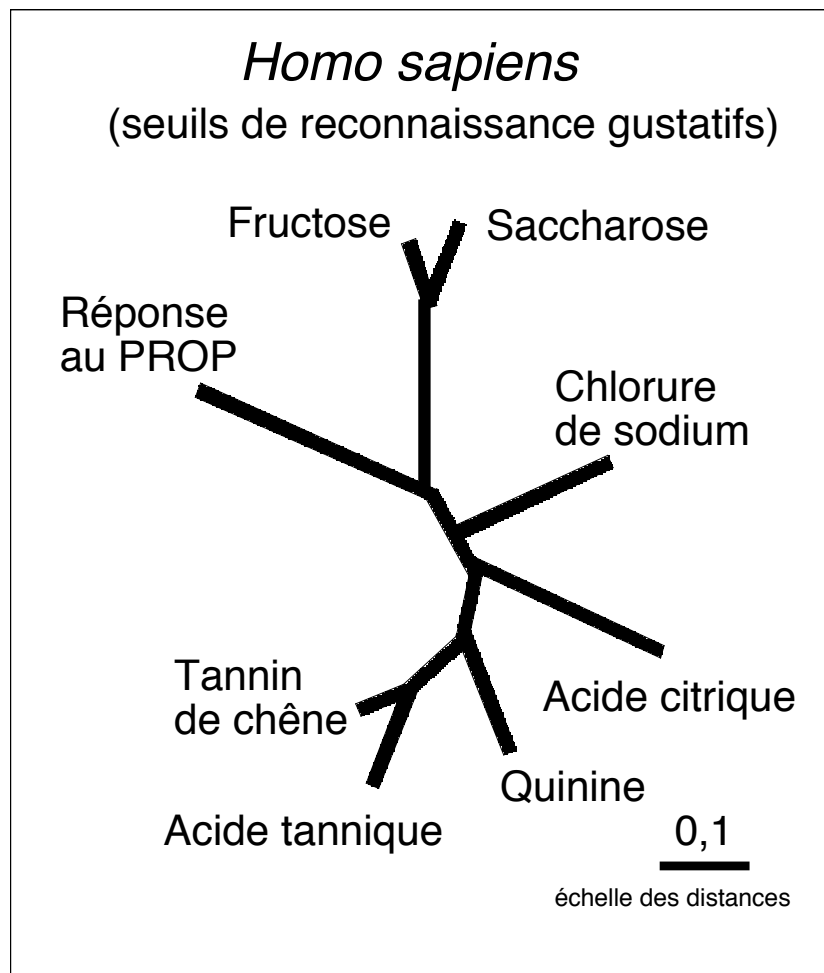 Homo sapiens
(seuils de reconnaissance gustatifs)
Fructose
Saccharose
Réponse
au PROP
Chlorure
de sodium
Tannin
de chêne
Acide citrique
Quinine
Acide tannique
0,1
échelle des distances